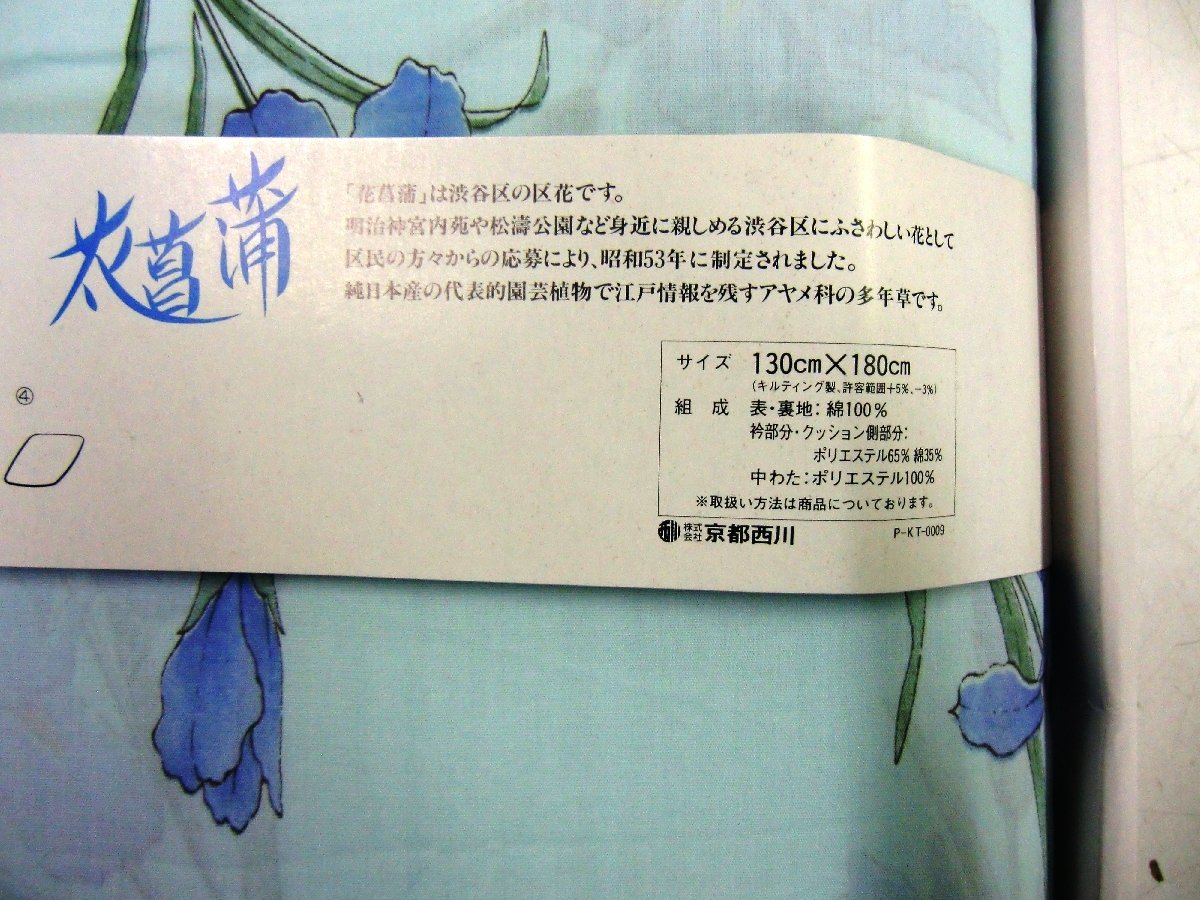 花菖蒲
「花菖蒲」は渋谷区の区花です。
明治神宮内苑や松濤公園など身近に親しめる渋谷区にふさわしい花として
区民の方々からの応募により、昭和53年に制定されました。
純日本産の代表的園芸植物で江戸情報を残すアヤメ科の多年草です。
④
サイズ 130cm×180cm
(キルティング製、許容範囲+5%、-3%)
組成 表・裏地：綿100%
衿部分・クッション側部分：
ポリエステル65% 綿35%
中わた：ポリエステル100%
※取扱い方法は商品についております。
株式会社 京都西川 P-KT-0009